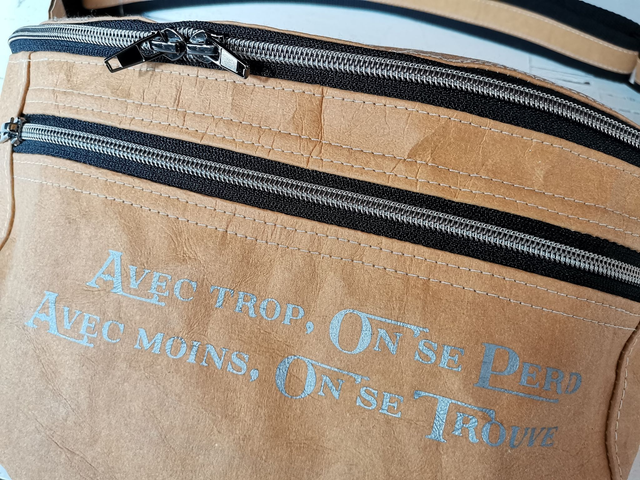 Avec trop, On se Perd
Avec moins, On se Trouve